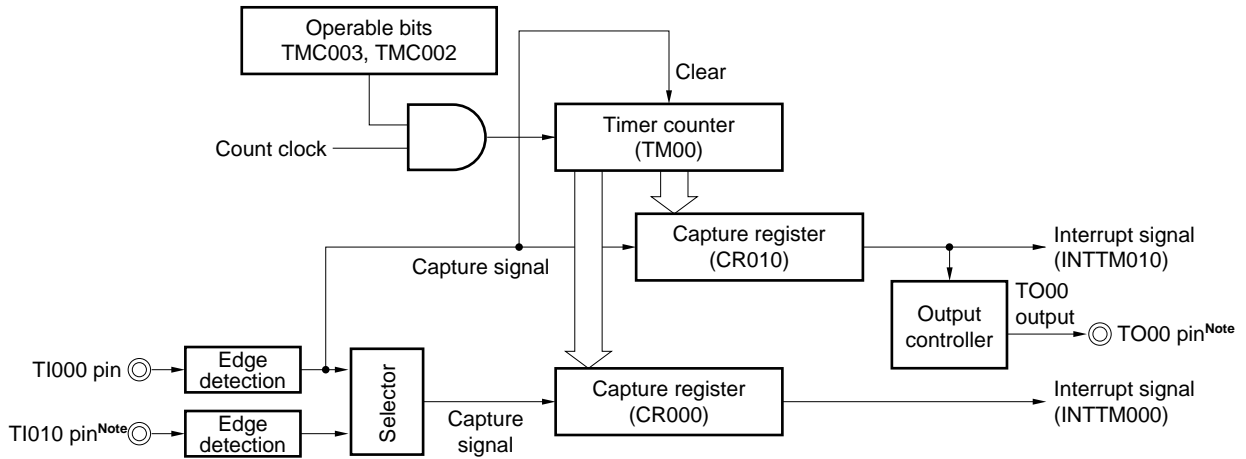 Operable bits
TMC003, TMC002
Clear
Timer counter
(TM00)
Count clock
Capture register
(CR010)
Interrupt signal
(INTTM010)
Capture signal
Output
controller
TO00
output
TO00 pinNote
TI000 pin
Edge
detection
Selector
Capture register
(CR000)
Interrupt signal
(INTTM000)
Capture
signal
TI010 pinNote
Edge
detection